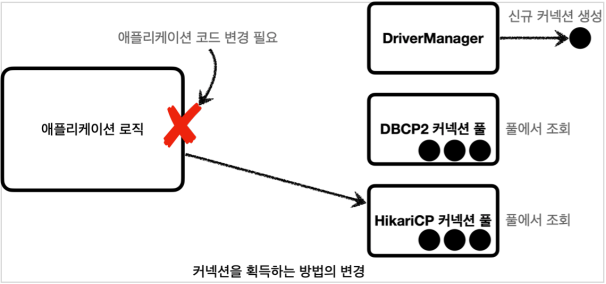 신규 커넥션 생성
애플리케이션 코드 변경 필요
DriverManager
애플리케이션 로직
DBCP2 커넥션 풀
풀에서 조회
HikariCP 커넥션 풀
풀에서 조회
커넥션을 획득하는 방법의 변경